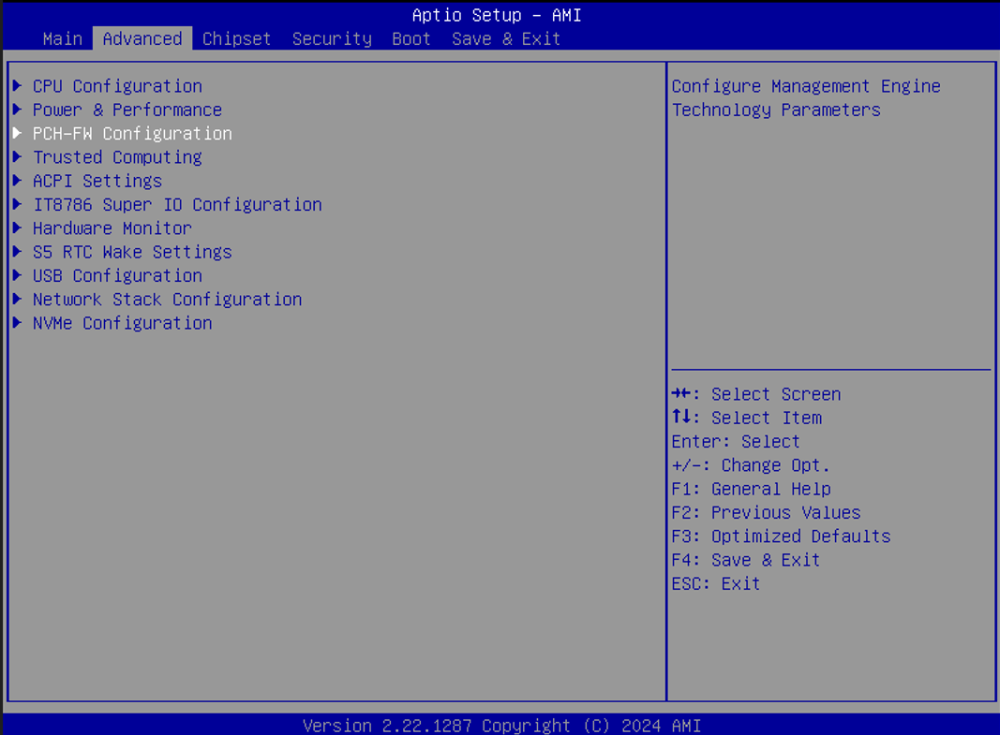 Aptio Setup - AMI
Main Advanced Chipset Security Boot Save & Exit
CPU Configuration
Power & Performance
PCH-FW Configuration
Trusted Computing
ACPI Settings
IT8786 Super IO Configuration
Hardware Monitor
S5 RTC Wake Settings
USB Configuration
Network Stack Configuration
NVMe Configuration
Configure Management Engine
Technology Parameters
→←: Select Screen
↑↓: Select Item
Enter: Select
+/-: Change Opt.
F1: General Help
F2: Previous Values
F3: Optimized Defaults
F4: Save & Exit
ESC: Exit
Version 2.22.1287 Copyright (C) 2024 AMI